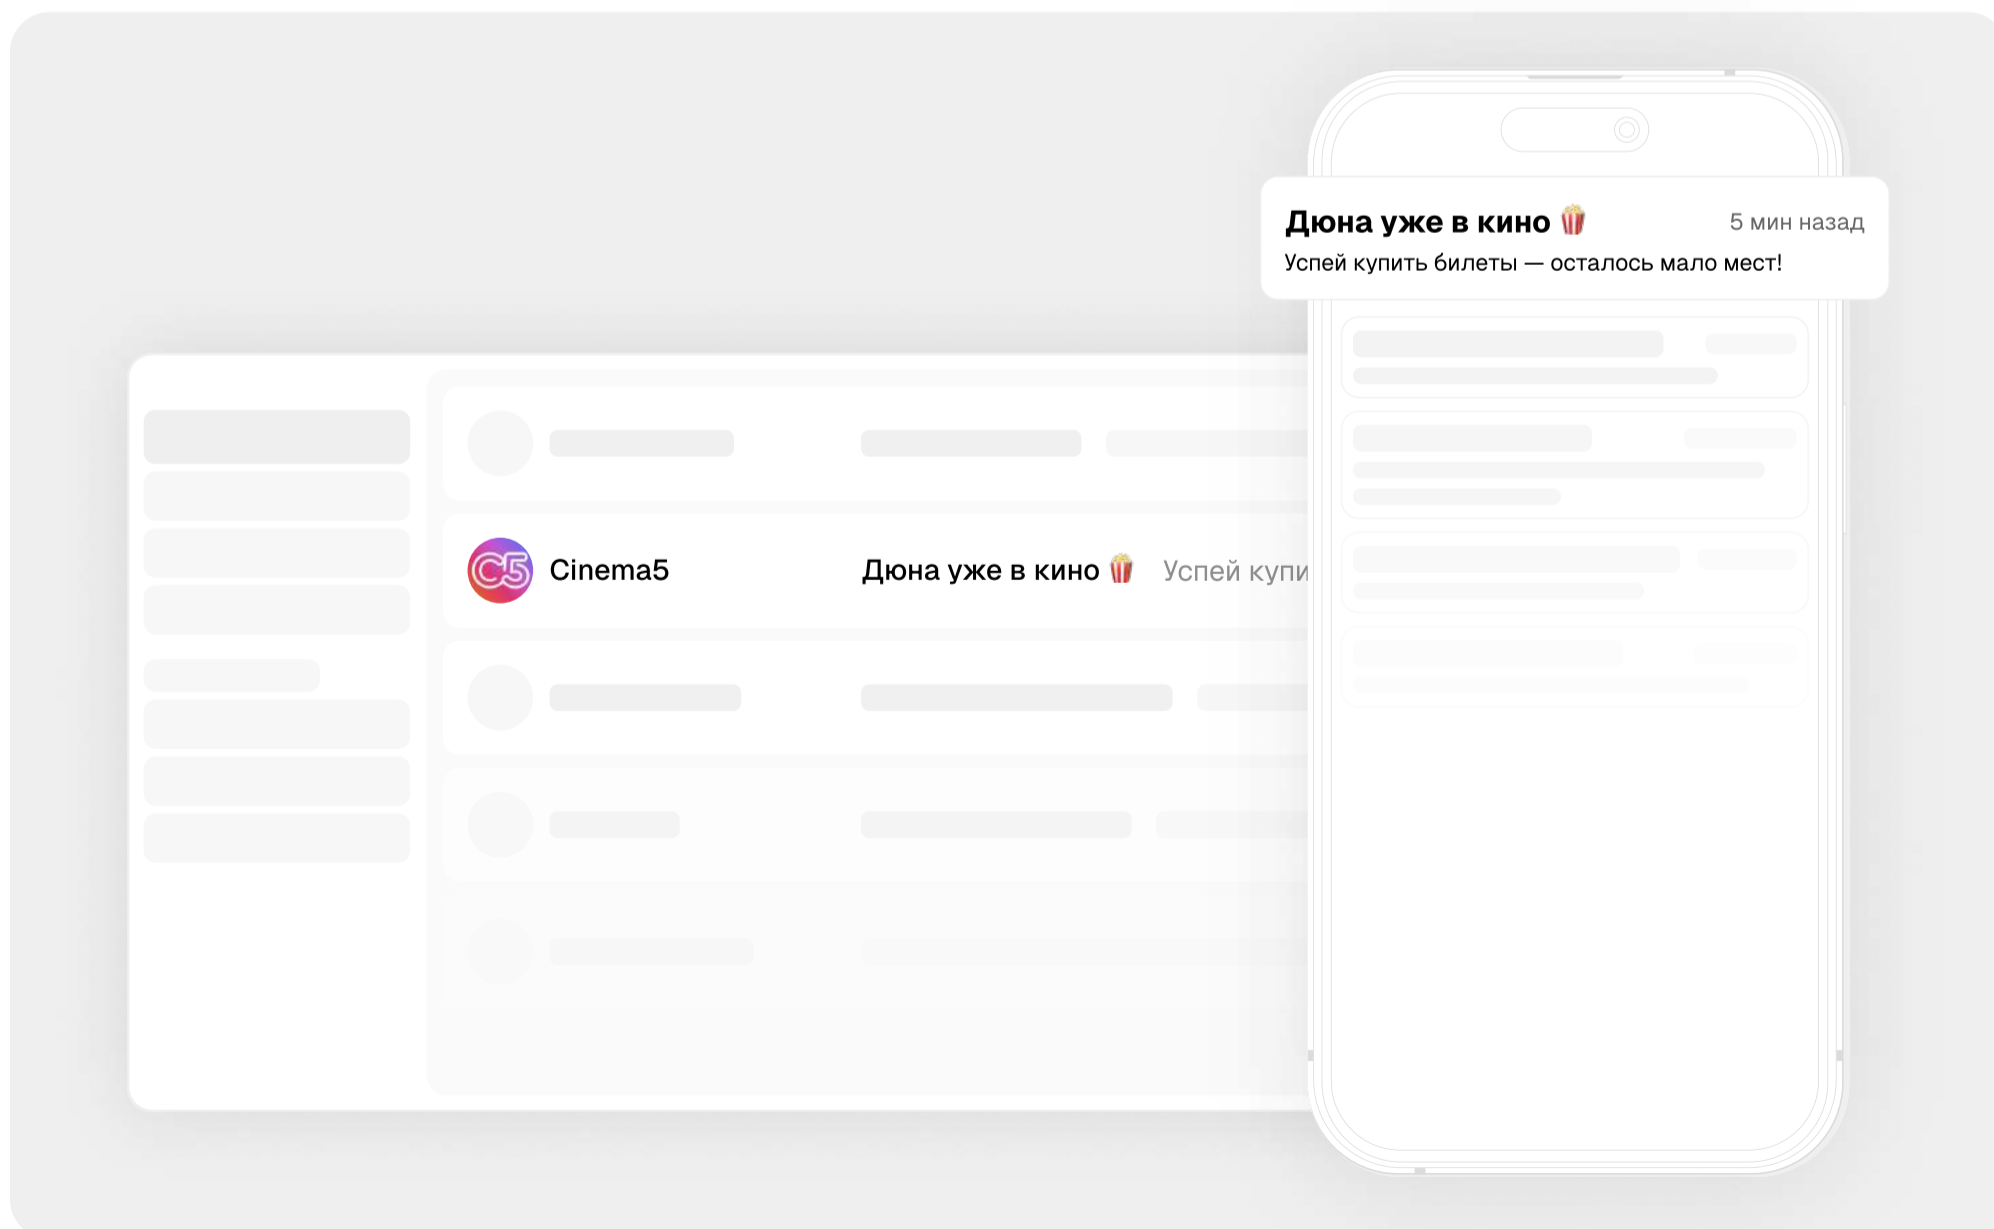 Дюна уже в кино 🍿 5 мин назад
Успей купить билеты — осталось мало мест!
C5 Cinema5 Дюна уже в кино 🍿 Успей купи